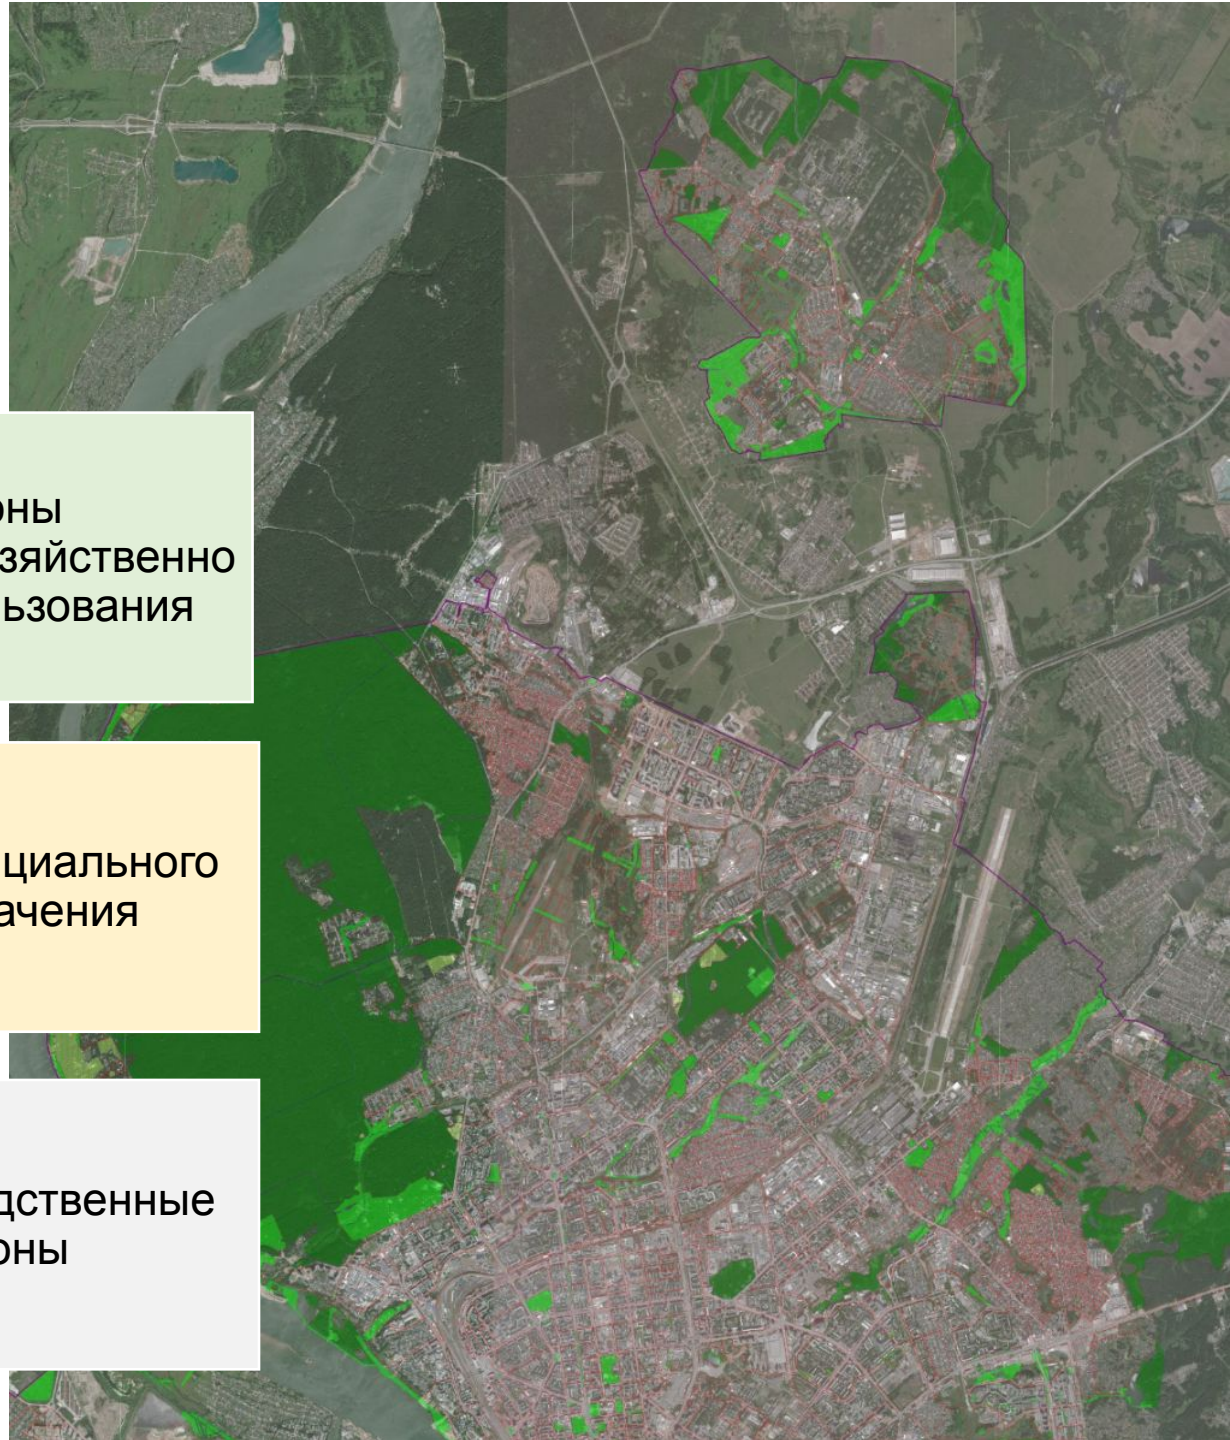 оны
зяйственно
ьзования
циального
ачения
дственные
оны